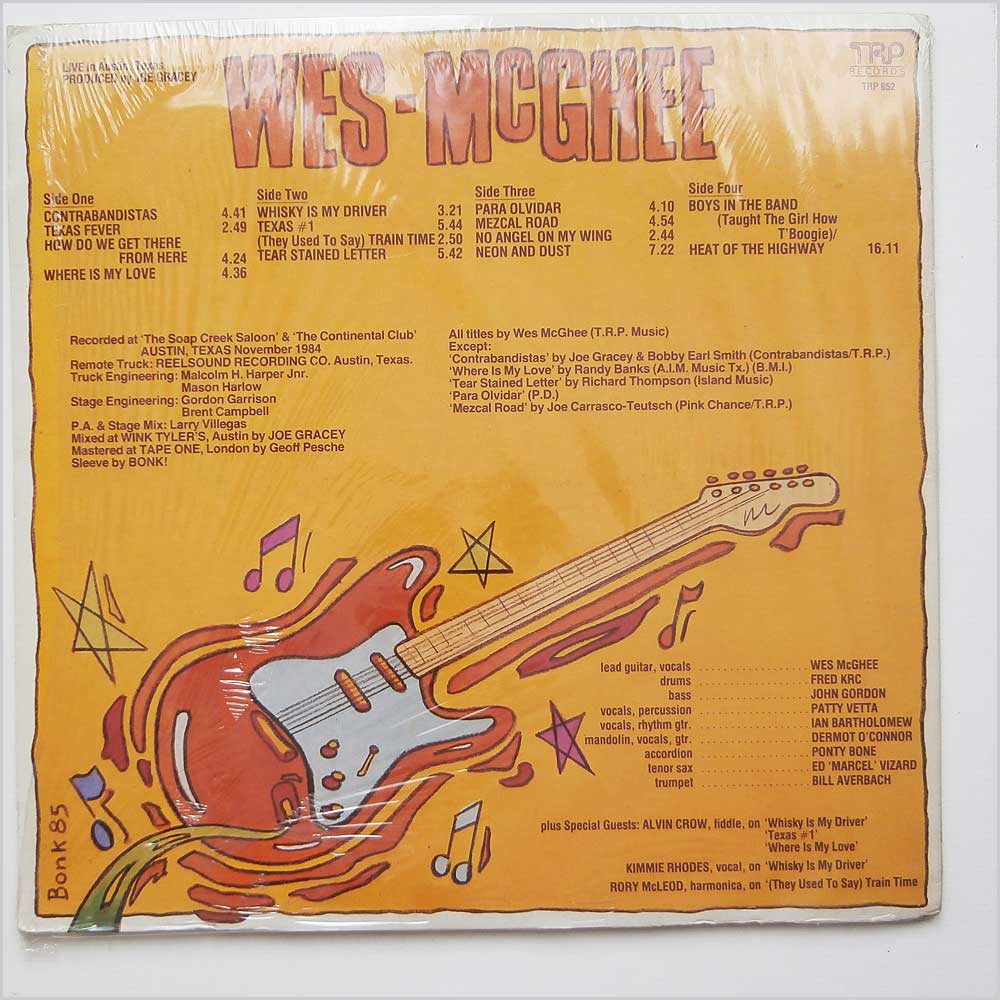 LIVE in Austin, Texas
PRODUCED by JOE GRACEY
WES-McGHEE
TRP
RECORDS
TRP 852
Side One
CONTRABANDISTAS 4.41
TEXAS FEVER 2.49
HOW DO WE GET THERE
FROM HERE 4.24
WHERE IS MY LOVE 4.36
Side Two
WHISKY IS MY DRIVER 3.21
TEXAS #1 5.44
(They Used To Say) TRAIN TIME 2.50
TEAR STAINED LETTER 5.42
Side Three
PARA OLVIDAR 4.10
MEZCAL ROAD 4.54
NO ANGEL ON MY WING 2.44
NEON AND DUST 7.22
Side Four
BOYS IN THE BAND
(Taught The Girl How
T'Boogie)/
HEAT OF THE HIGHWAY 16.11
Recorded at 'The Soap Creek Saloon' & 'The Continental Club'
AUSTIN, TEXAS November 1984
Remote Truck: REELSOUND RECORDING CO. Austin, Texas.
Truck Engineering: Malcolm H. Harper Jnr.
Mason Harlow
Stage Engineering: Gordon Garrison
Brent Campbell
P.A. & Stage Mix: Larry Villegas
Mixed at WINK TYLER'S, Austin by JOE GRACEY
Mastered at TAPE ONE, London by Geoff Pesche
Sleeve by BONK!
All titles by Wes McGhee (T.R.P. Music)
Except:
'Contrabandistas' by Joe Gracey & Bobby Earl Smith (Contrabandistas/T.R.P.)
'Where Is My Love' by Randy Banks (A.I.M. Music Tx.) (B.M.I.)
'Tear Stained Letter' by Richard Thompson (Island Music)
'Para Olvidar' (P.D.)
'Mezcal Road' by Joe Carrasco-Teutsch (Pink Chance/T.R.P.)
lead guitar, vocals WES McGHEE
drums FRED KRC
bass JOHN GORDON
vocals, percussion PATTY VETTA
vocals, rhythm gtr. IAN BARTHOLOMEW
mandolin, vocals, gtr. DERMOT O'CONNOR
accordion PONTY BONE
tenor sax ED 'MARCEL' VIZARD
trumpet BILL AVERBACH
plus Special Guests: ALVIN CROW, fiddle, on 'Whisky Is My Driver'
'Texas #1'
'Where Is My Love'
KIMMIE RHODES, vocal, on 'Whisky Is My Driver'
RORY McLEOD, harmonica, on '(They Used To Say) Train Time
Bonk 85